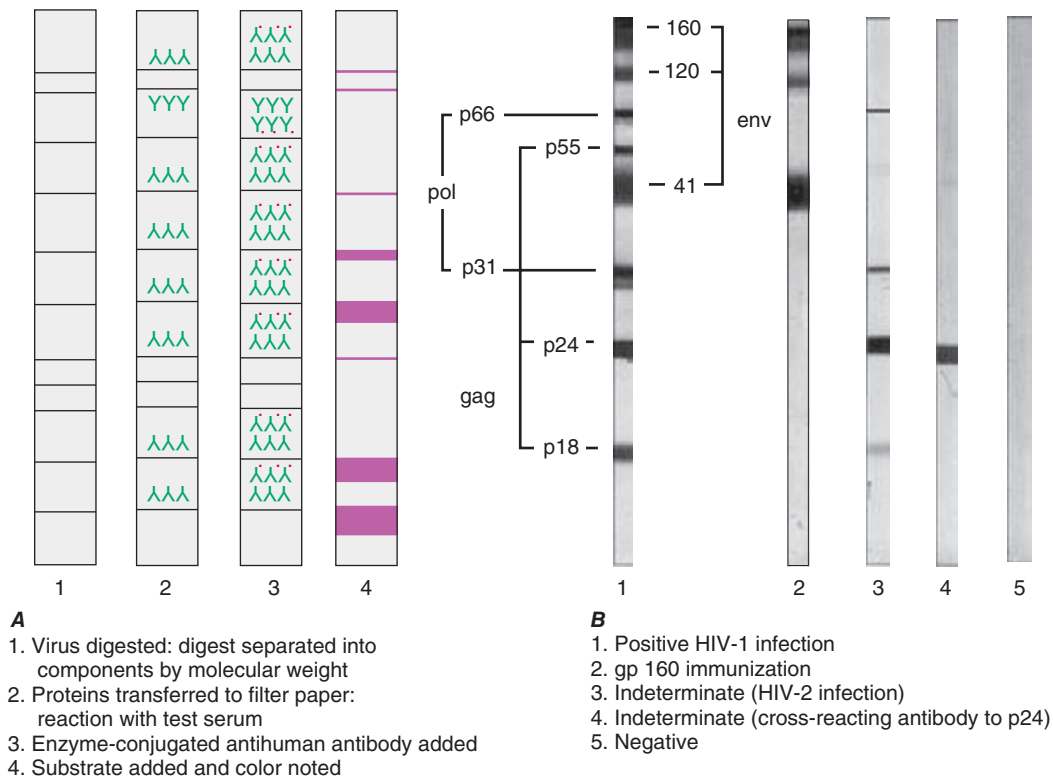 160
120
p66
env
p55
pol
41
p31
p24
gag
p18
1 2 3 4
1 2 3 4 5
A
1. Virus digested: digest separated into
components by molecular weight
2. Proteins transferred to filter paper:
reaction with test serum
3. Enzyme-conjugated antihuman antibody added
4. Substrate added and color noted
B
1. Positive HIV-1 infection
2. gp 160 immunization
3. Indeterminate (HIV-2 infection)
4. Indeterminate (cross-reacting antibody to p24)
5. Negative